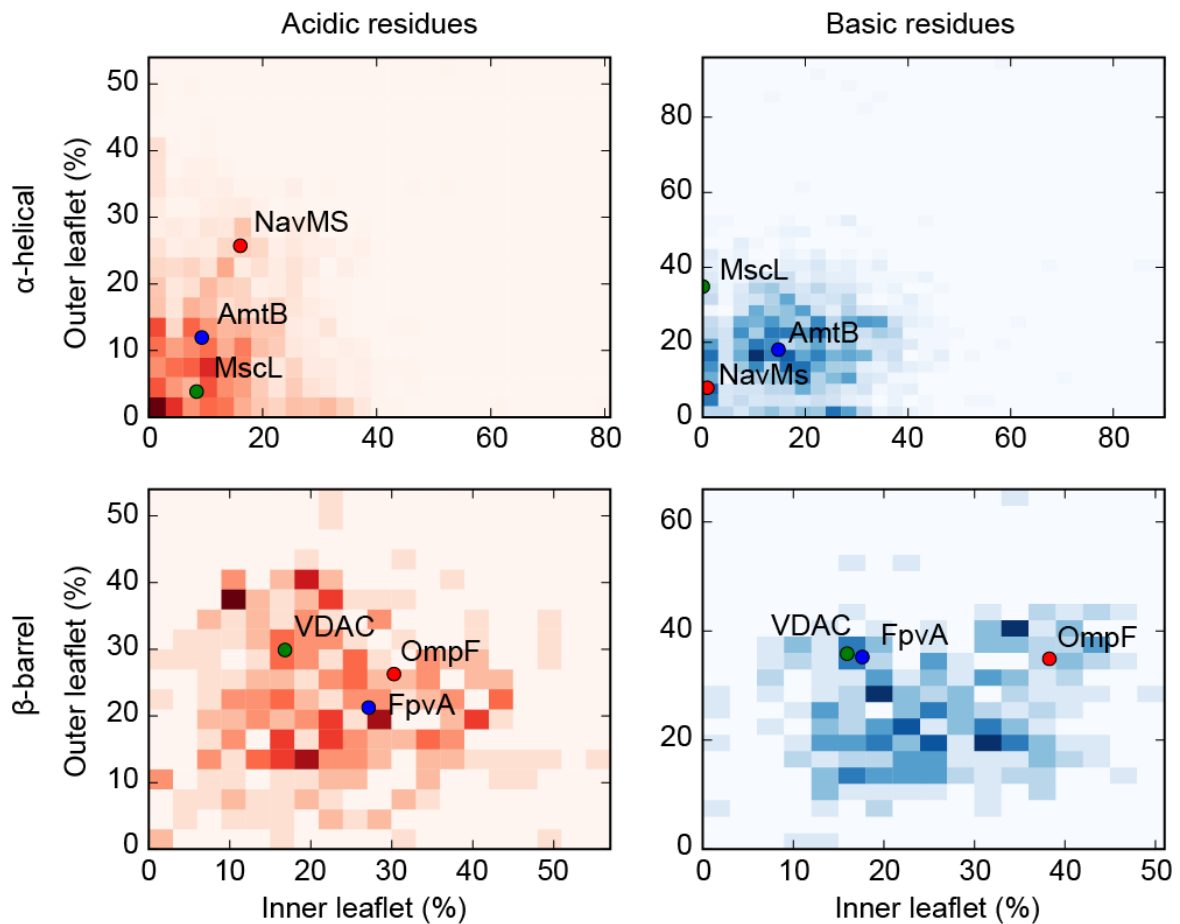 Acidic residues
Basic residues
α-helical
Outer leaflet (%)
50
40
30
20
10
0
NavMS
AmtB
MscL
0 20 40 60 80
80
60
40
20
0
MscL
AmtB
NavMs
0 20 40 60 80
β-barrel
Outer leaflet (%)
50
40
30
20
10
0
VDAC
OmpF
FpvA
0 10 20 30 40 50
Inner leaflet (%)
60
40
20
0
VDAC
FpvA
OmpF
0 10 20 30 40 50
Inner leaflet (%)